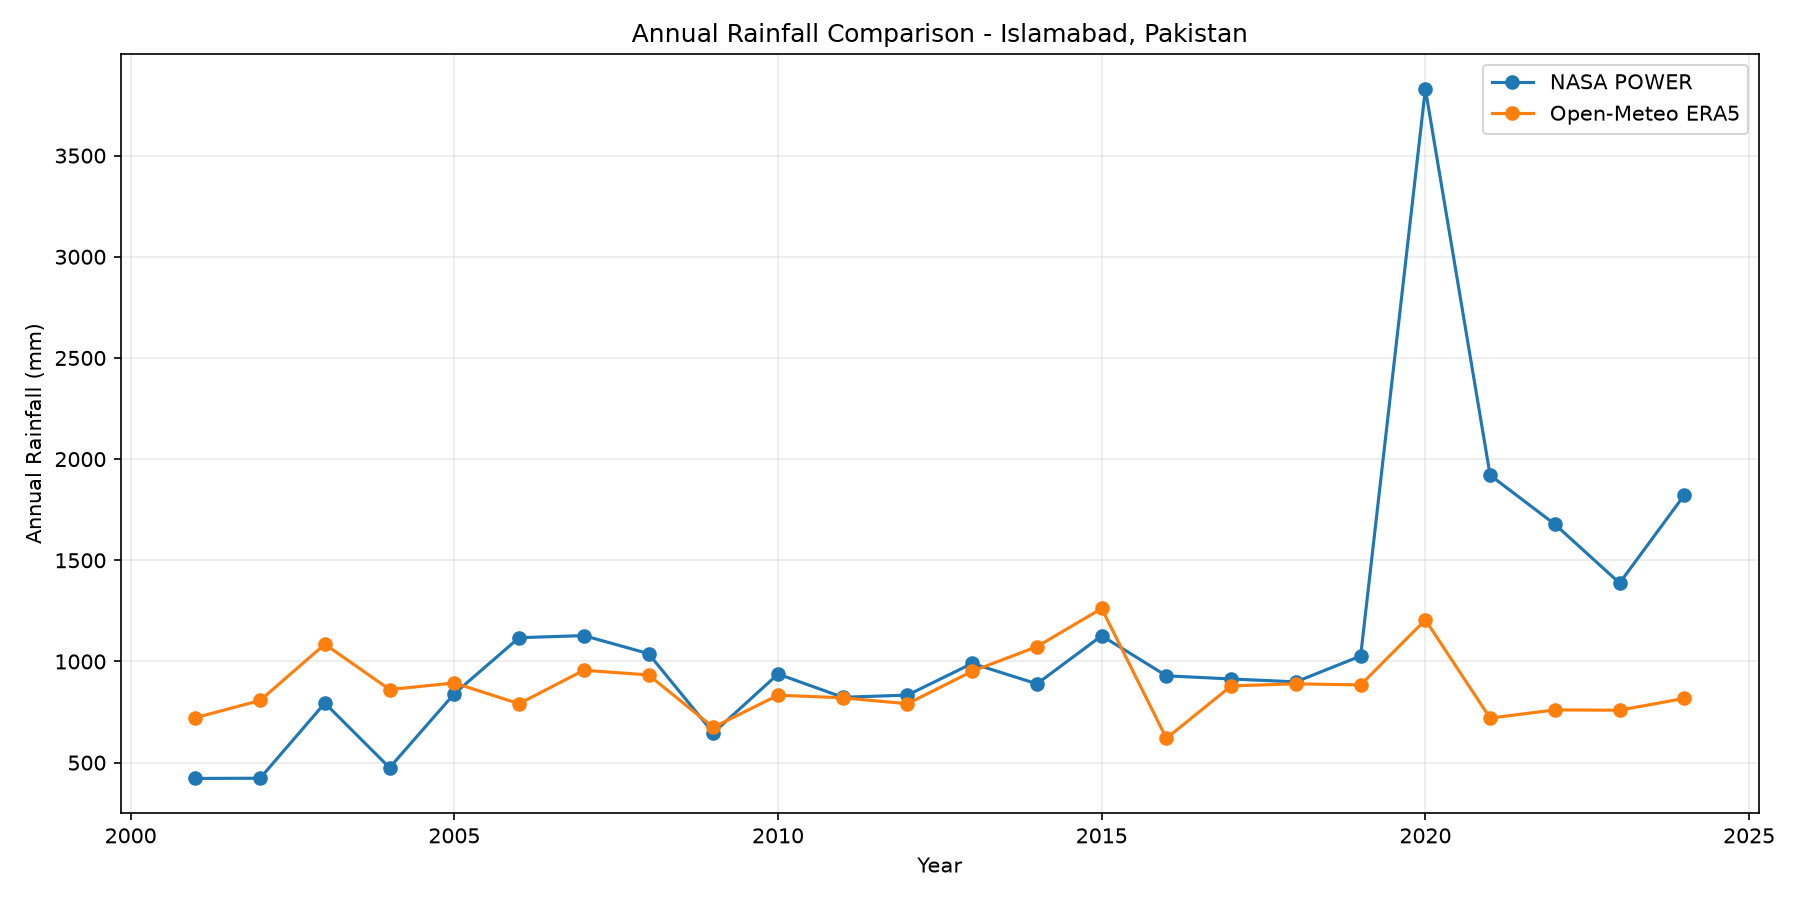 Annual Rainfall Comparison - Islamabad, Pakistan
NASA POWER
Open-Meteo ERA5
Annual Rainfall (mm)
3500
3000
2500
2000
1500
1000
500
2000 2005 2010 2015 2020 2025
Year